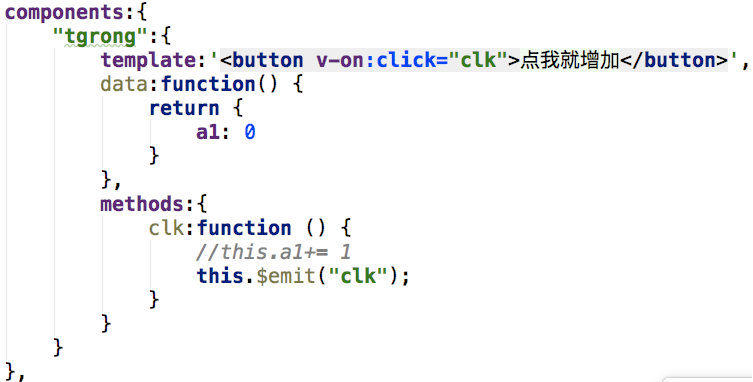 components:{
    "tgrong":{
        template:'<button v-on:click="clk">点我就增加</button>',
        data:function() {
            return {
                a1: 0
            }
        },
        methods:{
            clk:function () {
                //this.a1+= 1
                this.$emit("clk");
            }
        }
    }
},